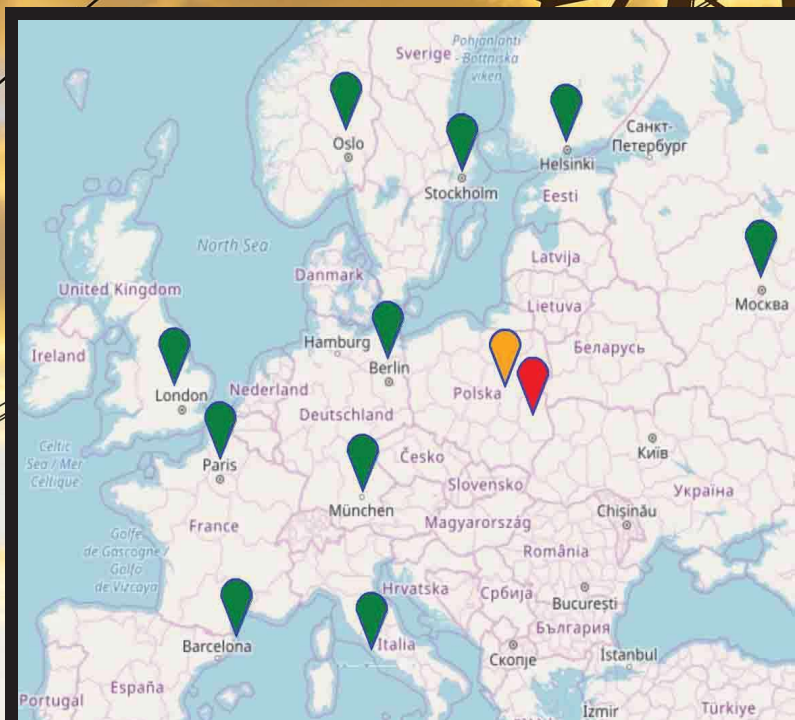 Sverige
Pohjanlahti
- Bottniska
viken
Oslo
Stockholm
Helsinki
Санкт-
Петербург
Eesti
North Sea
Latvija
Danmark
Москва
United Kingdom
Lietuva
Ireland
Hamburg
Беларусь
Berlin
London
Nederland
Polska
Deutschland
Celtic
Sea / Mer
Celtique
Paris
Česko
Київ
Slovensko
Україна
München
Chișinău
France
Magyarország
Golfe
de Gascogne /
Golfo
de Vizcaya
România
Hrvatska
Србија
București
Barcelona
Italia
България
Скопје
İstanbul
España
Portugal
İzmir
Türkiye